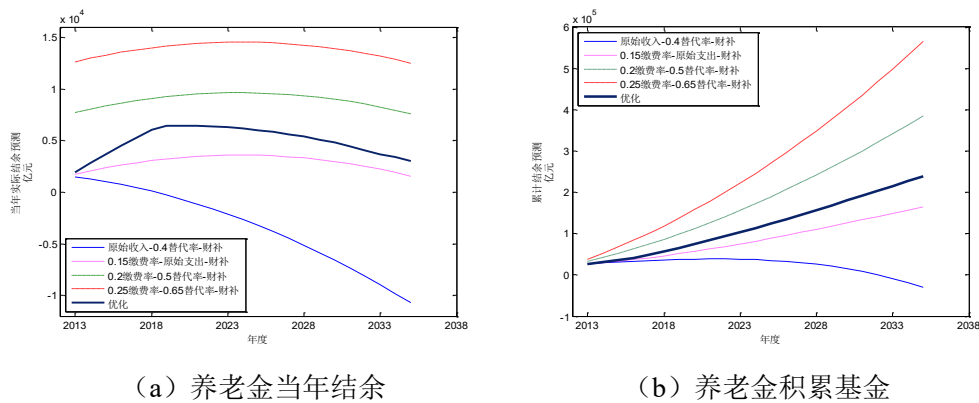 x 10⁴
1.5
1
0.5
0
-0.5
-1
2013
2018
2023
2028
2033
2038
年度
当年实际结余预测
亿元
原始收入-0.4替代率-财补
0.15缴费率-原始支出-财补
0.2缴费率-0.5替代率-财补
0.25缴费率-0.65替代率-财补
优化
(a)养老金当年结余
x 10⁵
6
5
4
3
2
1
0
-1
2013
2018
2023
2028
2033
2038
年度
累计结余预测
亿元
原始收入-0.4替代率-财补
0.15缴费率-原始支出-财补
0.2缴费率-0.5替代率-财补
0.25缴费率-0.65替代率-财补
优化
(b)养老金积累基金